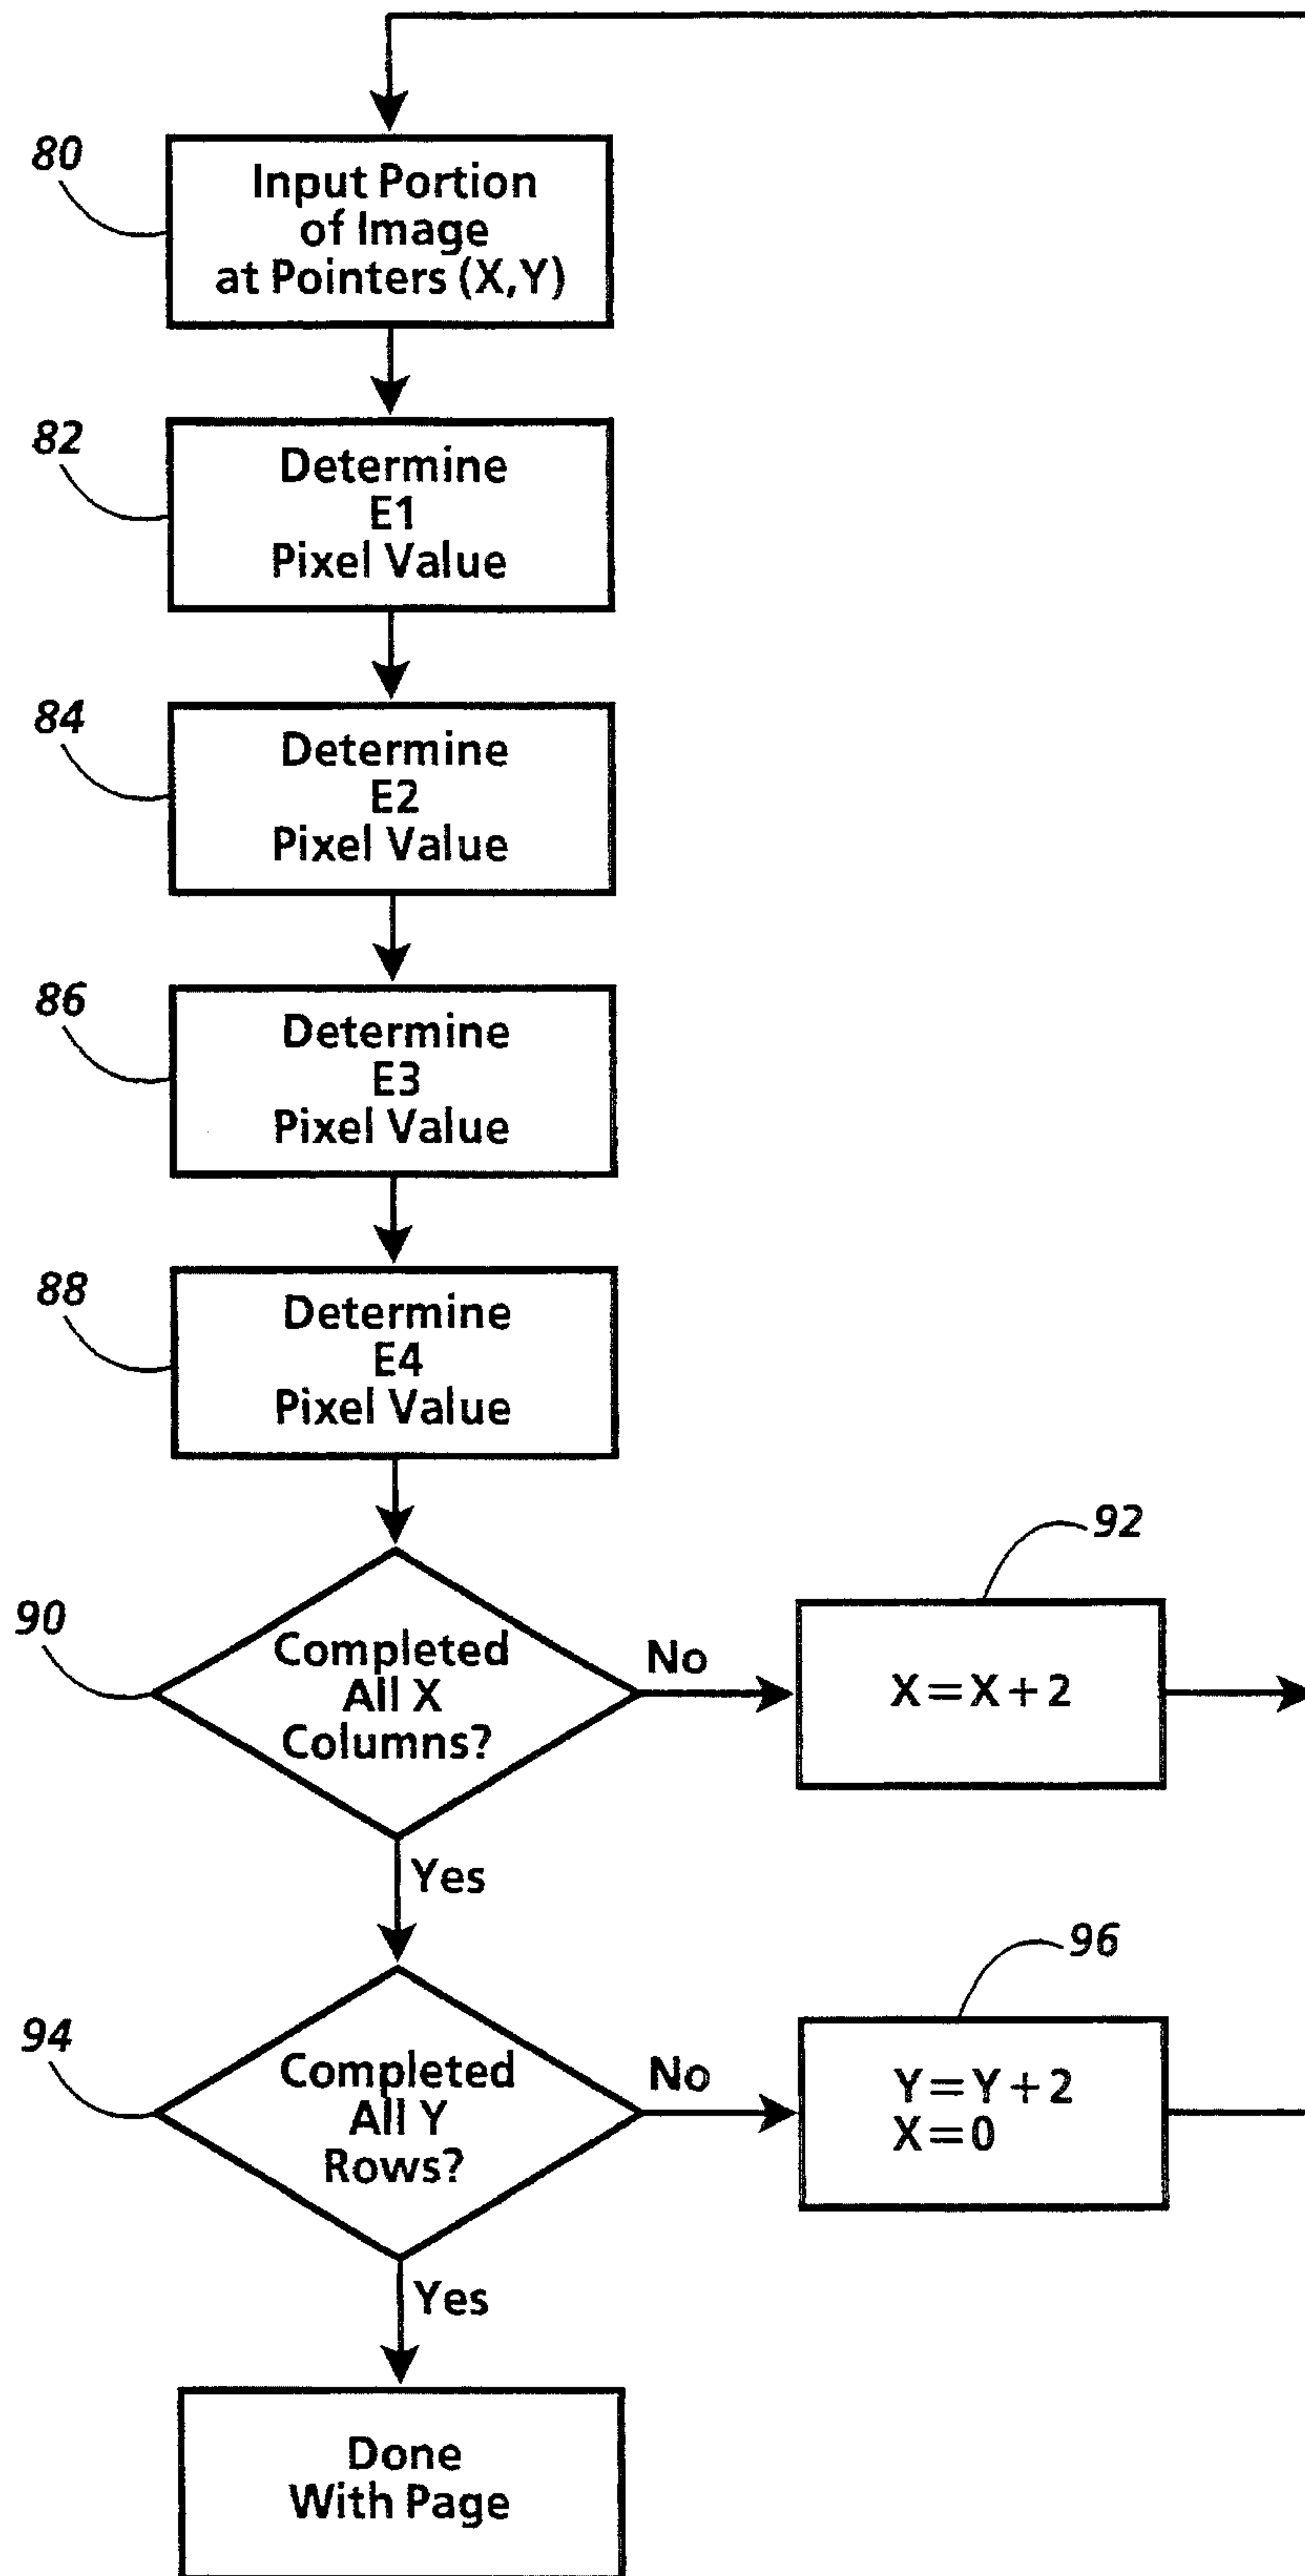 80
Input Portion
of Image
at Pointers (X,Y)
82
Determine
E1
Pixel Value
84
Determine
E2
Pixel Value
86
Determine
E3
Pixel Value
88
Determine
E4
Pixel Value
90
Completed
All X
Columns?
No
92
X=X+2
Yes
94
Completed
All Y
Rows?
No
96
Y=Y+2
X=0
Yes
Done
With Page